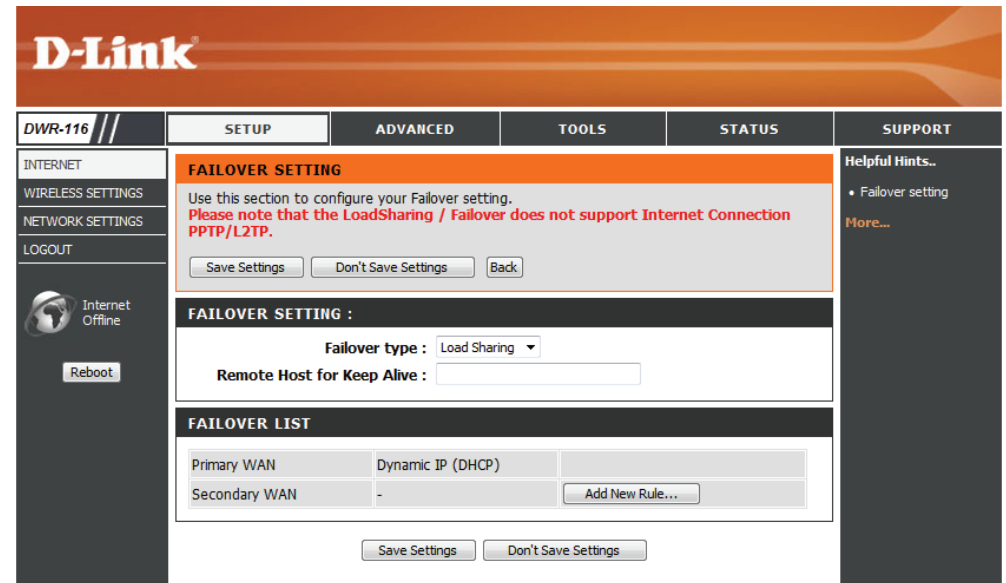 D-Link®
DWR-116 SETUP ADVANCED TOOLS STATUS SUPPORT
INTERNET
WIRELESS SETTINGS
NETWORK SETTINGS
LOGOUT
Internet
Offline
Reboot
FAILOVER SETTING
Use this section to configure your Failover setting.
Please note that the LoadSharing / Failover does not support Internet Connection
PPTP/L2TP.
Save Settings Don't Save Settings Back
FAILOVER SETTING :
Failover type : Load Sharing
Remote Host for Keep Alive :
FAILOVER LIST
Primary WAN Dynamic IP (DHCP)
Secondary WAN - Add New Rule...
Save Settings Don't Save Settings
Helpful Hints..
• Failover setting
More...